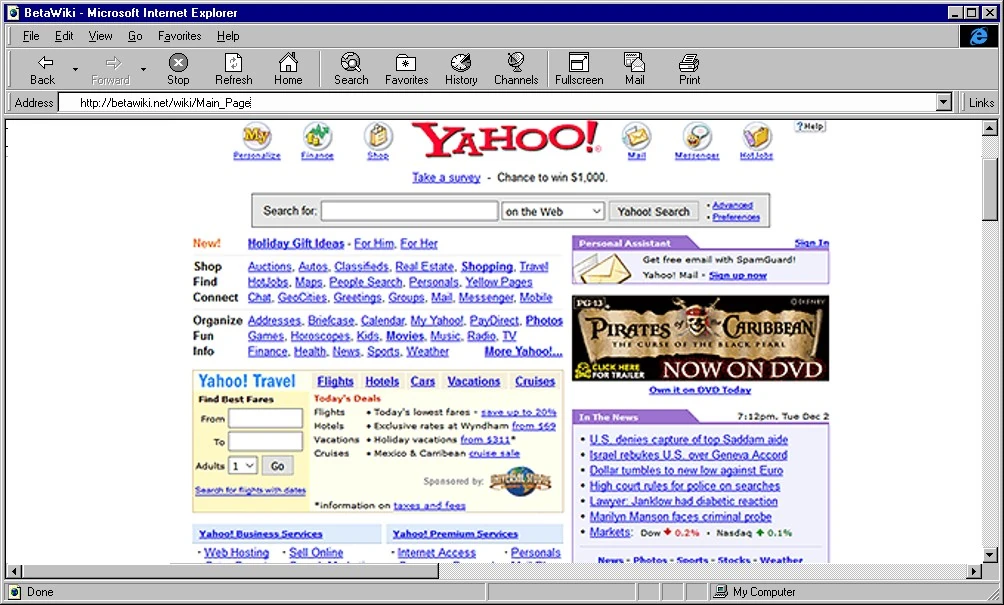 BetaWiki - Microsoft Internet Explorer
File Edit View Go Favorites Help
Back Forward Stop Refresh Home Search Favorites History Channels Fullscreen Mail Print
Address http://betawiki.net/wiki/Main_Page Links
My YAHOO! ?Help
Personalize Finance Shop Mail Messenger HotJobs
Take a survey - Chance to win $1,000.
Search for: on the Web Yahoo! Search • Advanced
• Preferences
New! Holiday Gift Ideas - For Him, For Her
Shop Auctions, Autos, Classifieds, Real Estate, Shopping, Travel
Find HotJobs, Maps, People Search, Personals, Yellow Pages
Connect Chat, GeoCities, Greetings, Groups, Mail, Messenger, Mobile
Organize Addresses, Briefcase, Calendar, My Yahoo!, PayDirect, Photos
Fun Games, Horoscopes, Kids, Movies, Music, Radio, TV
Info Finance, Health, News, Sports, Weather More Yahoo!...
Yahoo! Travel Flights Hotels Cars Vacations Cruises
Find Best Fares
From
To
Adults 1 Go
Search for flights with dates
Today's Deals
Flights • Today's lowest fares - save up to 20%
Hotels • Exclusive rates at Wyndham from $69
Vacations • Holiday vacations from $311*
Cruises • Mexico & Carribean cruise sale
Sponsored by: UNIVERSAL STUDIOS
*information on taxes and fees
Yahoo! Business Services
· Web Hosting · Sell Online
Yahoo! Premium Services
· Internet Access · Personals
Personal Assistant Sign In
Get free email with SpamGuard!
Yahoo! Mail - Sign up now
PG-13 ©DISNEY
PIRATES of the CARIBBEAN
THE CURSE OF THE BLACK PEARL
CLICK HERE
FOR TRAILER NOW ON DVD
Own it on DVD Today
In The News 7:12pm, Tue Dec 2
• U.S. denies capture of top Saddam aide
• Israel rebukes U.S. over Geneva Accord
• Dollar tumbles to new low against Euro
• High court rules for police on searches
• Lawyer: Janklow had diabetic reaction
• Marilyn Manson faces criminal probe
• Markets: Dow 0.2% • Nasdaq 0.1%
News - Photos - Sports - Stocks - Weather
Done My Computer